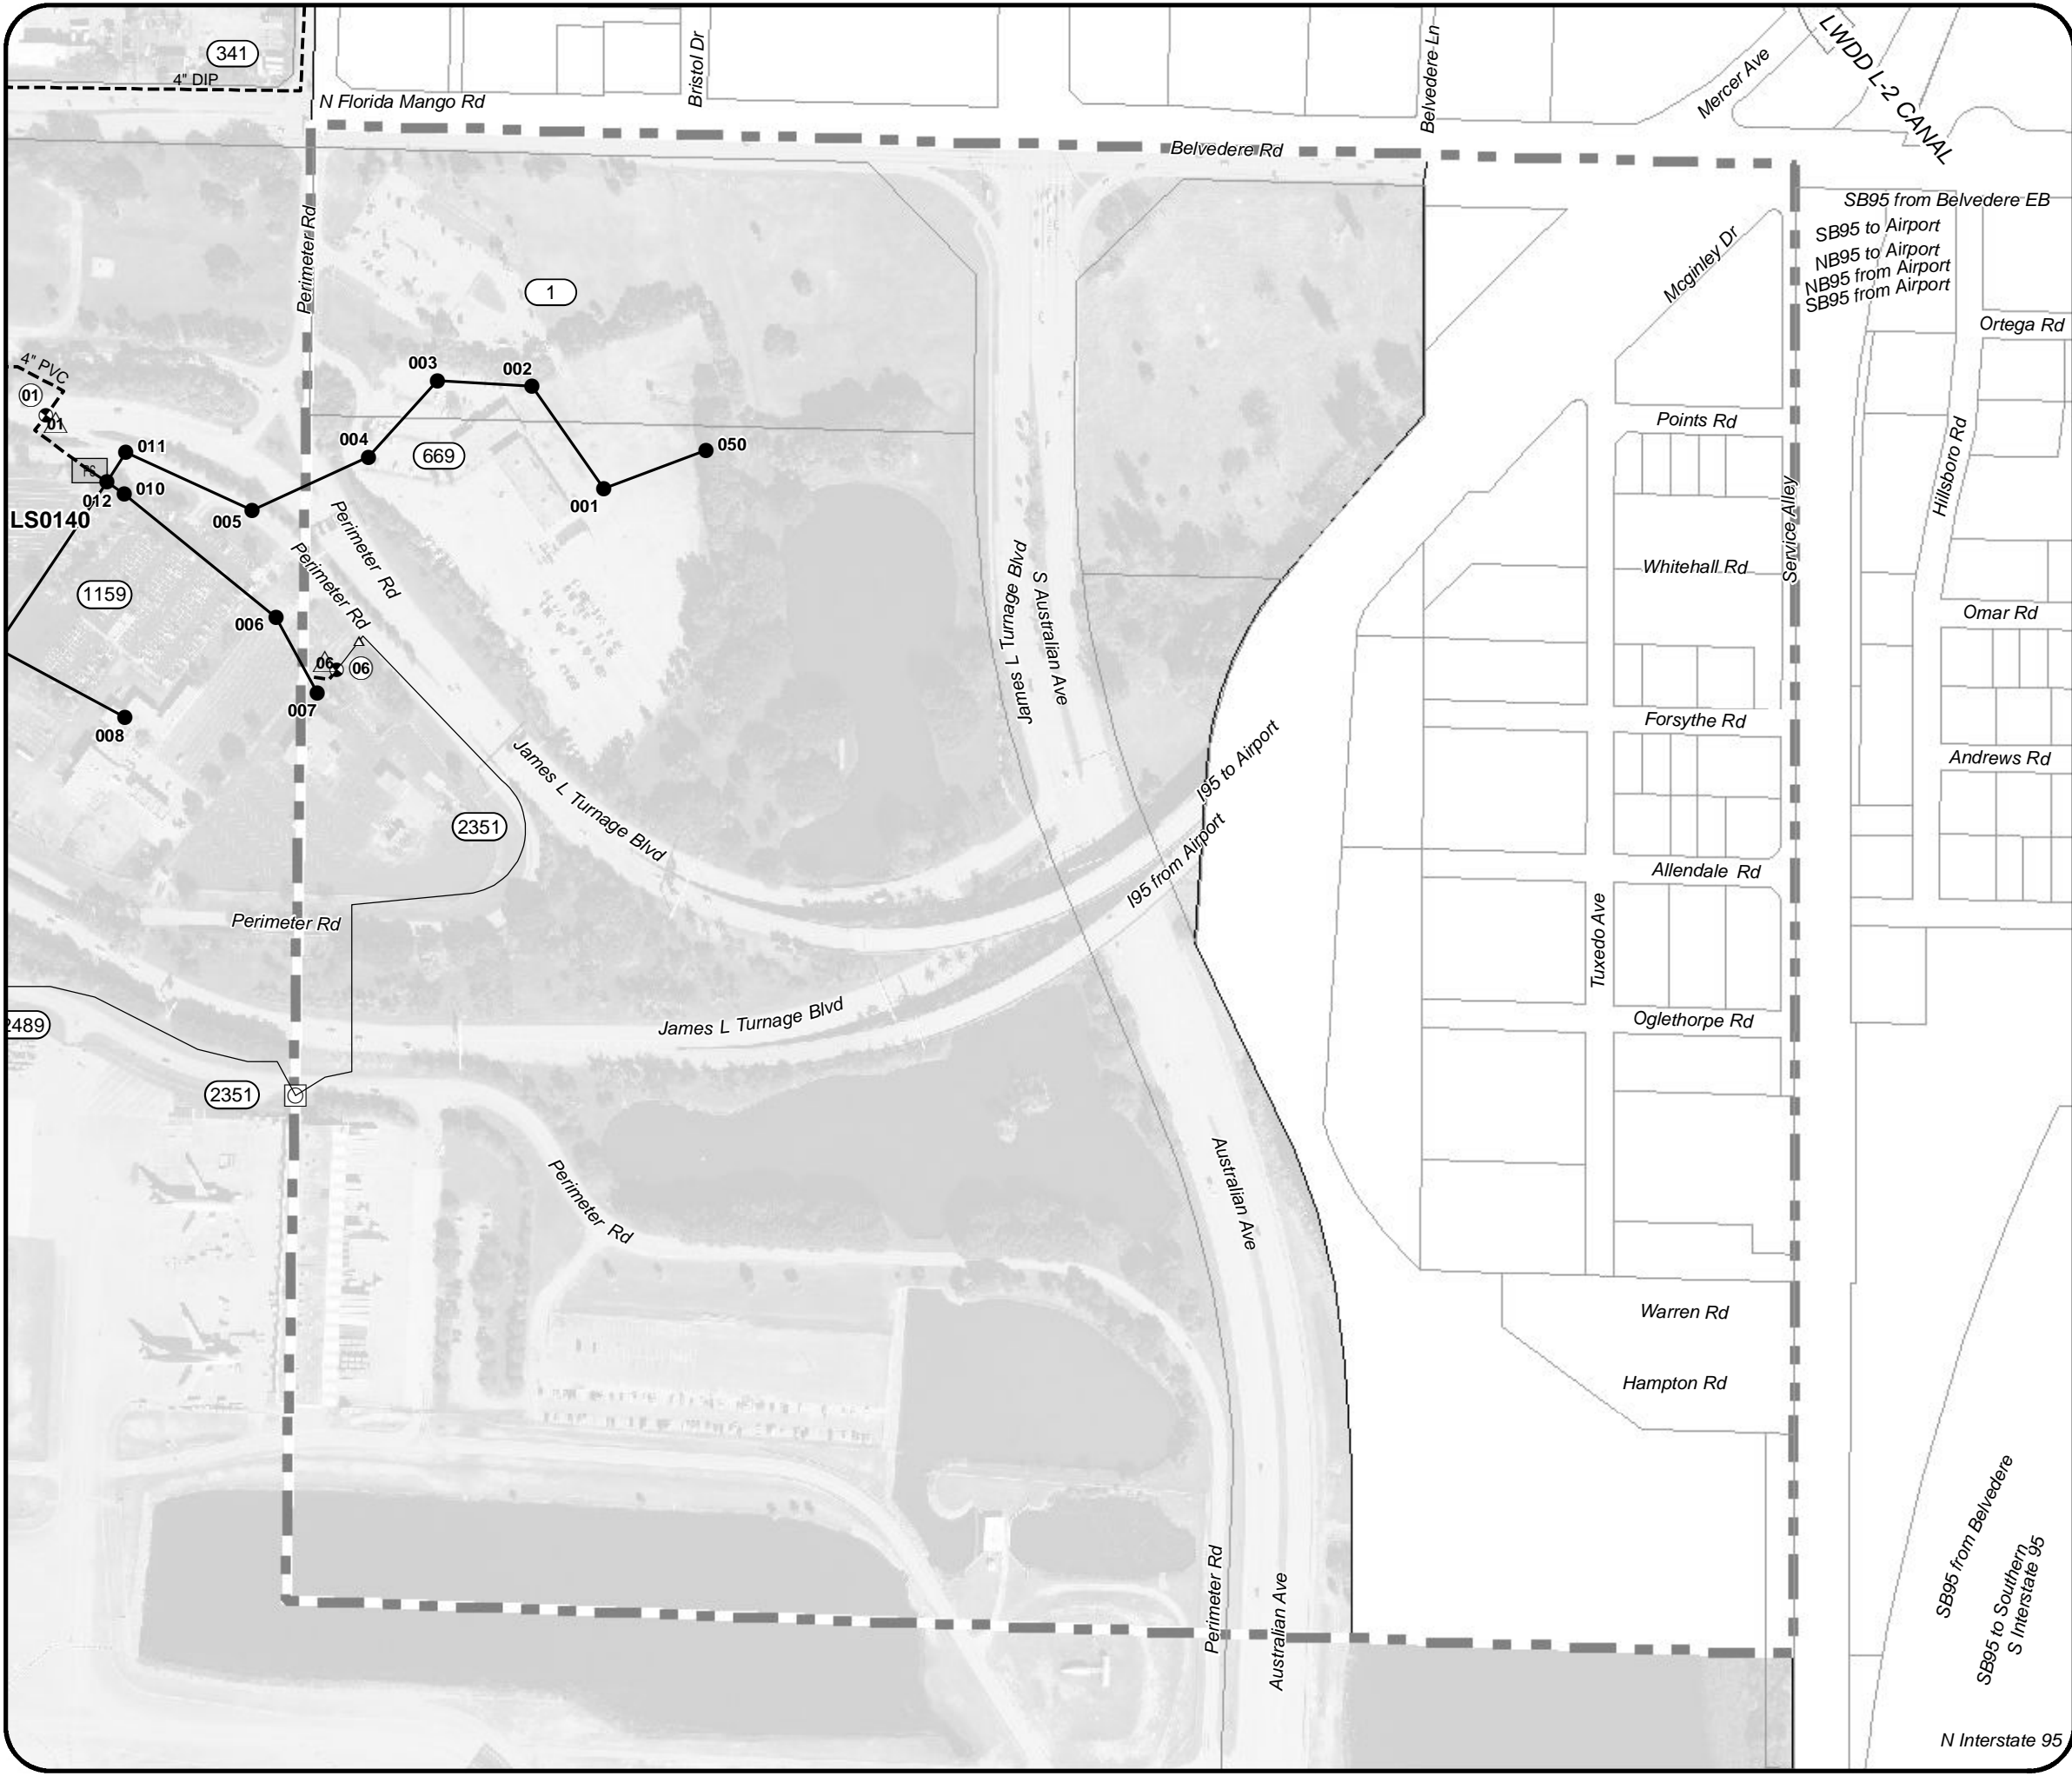 341
4" DIP
N Florida Mango Rd
Bristol Dr
Belvedere Ln
Mercer Ave
LWDD L-2 CANAL
Belvedere Rd
SB95 from Belvedere EB
SB95 to Airport
NB95 to Airport
NB95 from Airport
SB95 from Airport
Perimeter Rd
Mcginley Dr
1
Ortega Rd
4" PVC
003
002
01
01
Points Rd
004
669
050
011
Hillsboro Rd
PS
012
010
001
Service Alley
LS0140
005
Perimeter Rd
Perimeter Rd
James L Turnage Blvd
S Australian Ave
Whitehall Rd
1159
Omar Rd
006
06
06
007
008
Forsythe Rd
Andrews Rd
James L Turnage Blvd
I95 to Airport
2351
I95 from Airport
Allendale Rd
Perimeter Rd
Tuxedo Ave
2489
James L Turnage Blvd
Oglethorpe Rd
2351
Perimeter Rd
Australian Ave
Warren Rd
Hampton Rd
SB95 from Belvedere
SB95 to Southern
S Interstate 95
Perimeter Rd
Australian Ave
N Interstate 95